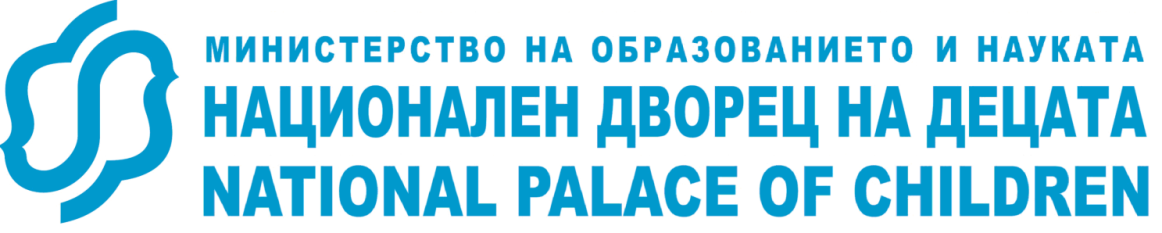 МИНИСТЕРСТВО НА ОБРАЗОВАНИЕТО И НАУКАТА
НАЦИОНАЛЕН ДВОРЕЦ НА ДЕЦАТА
NATIONAL PALACE OF CHILDREN